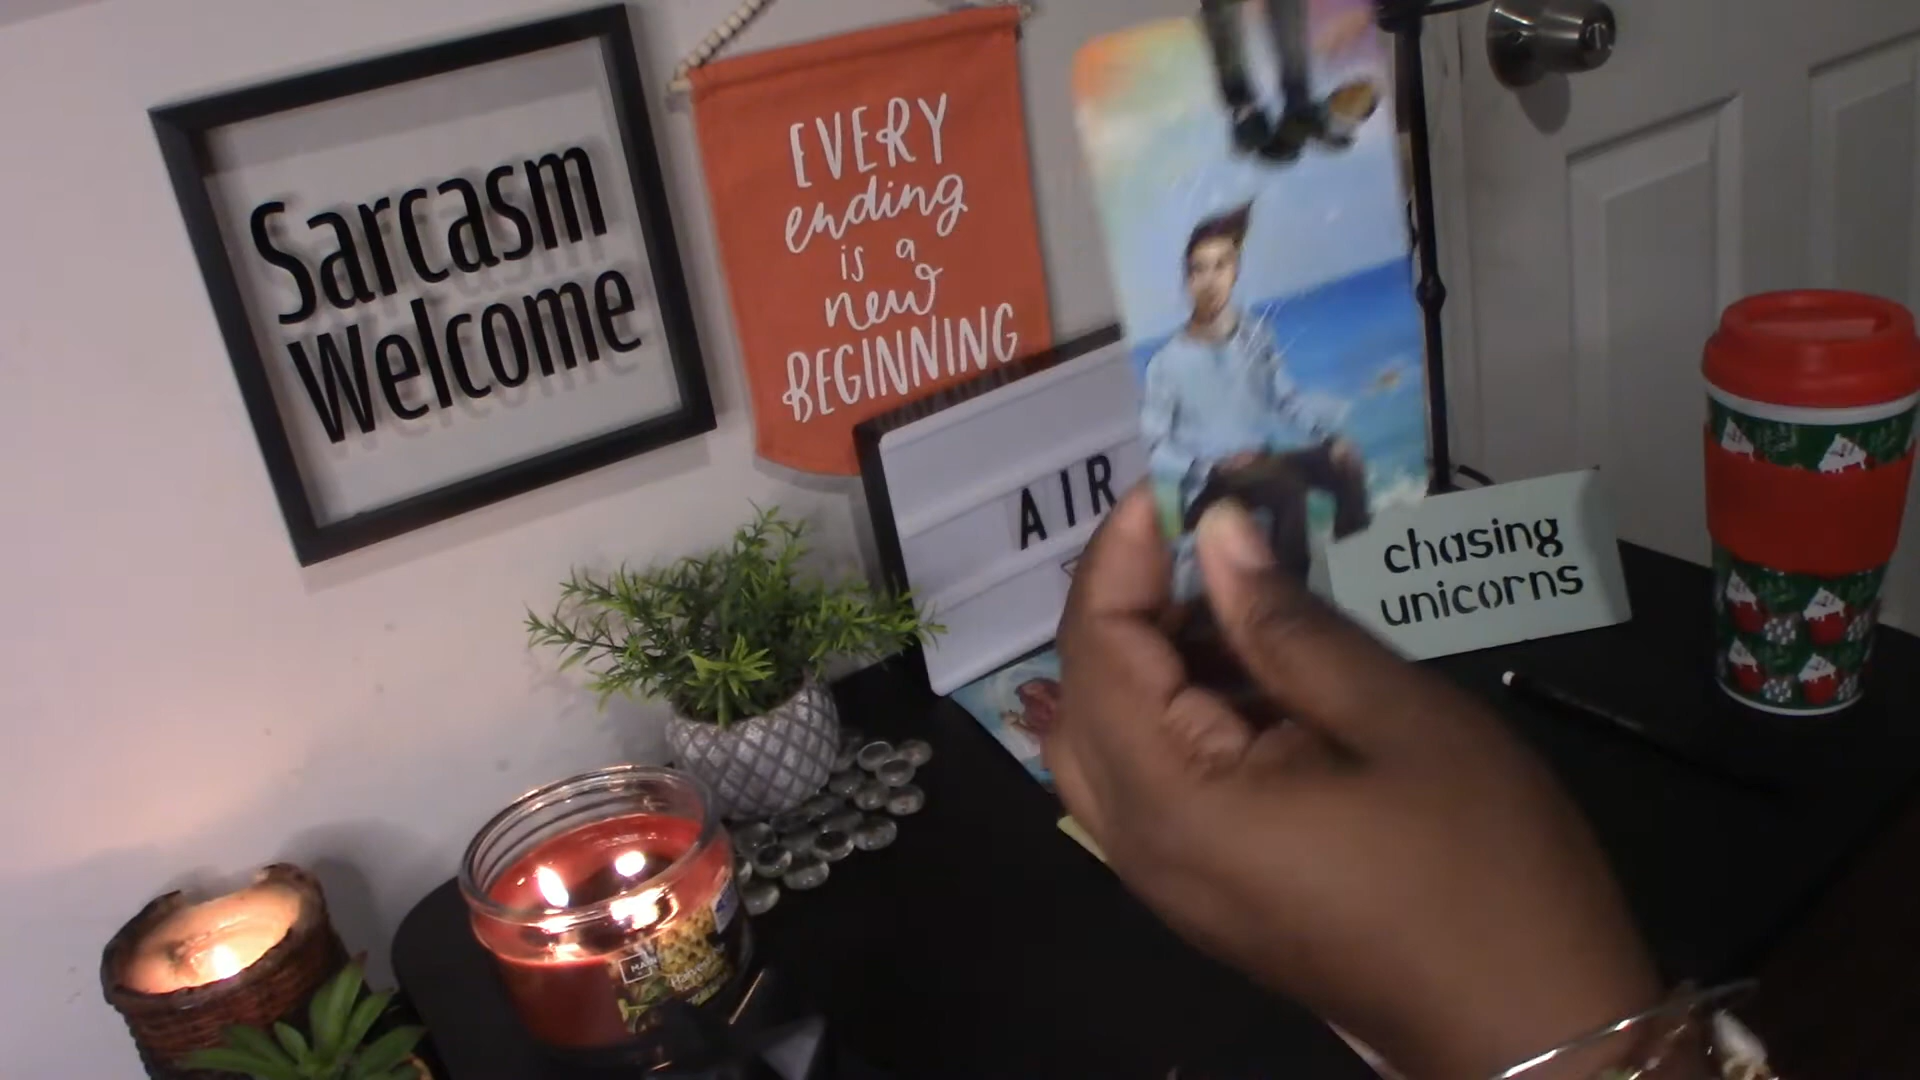 Sarcasm
Welcome
EVERY
ending
is a
new
BEGINNING
AIR
chasing
unicorns